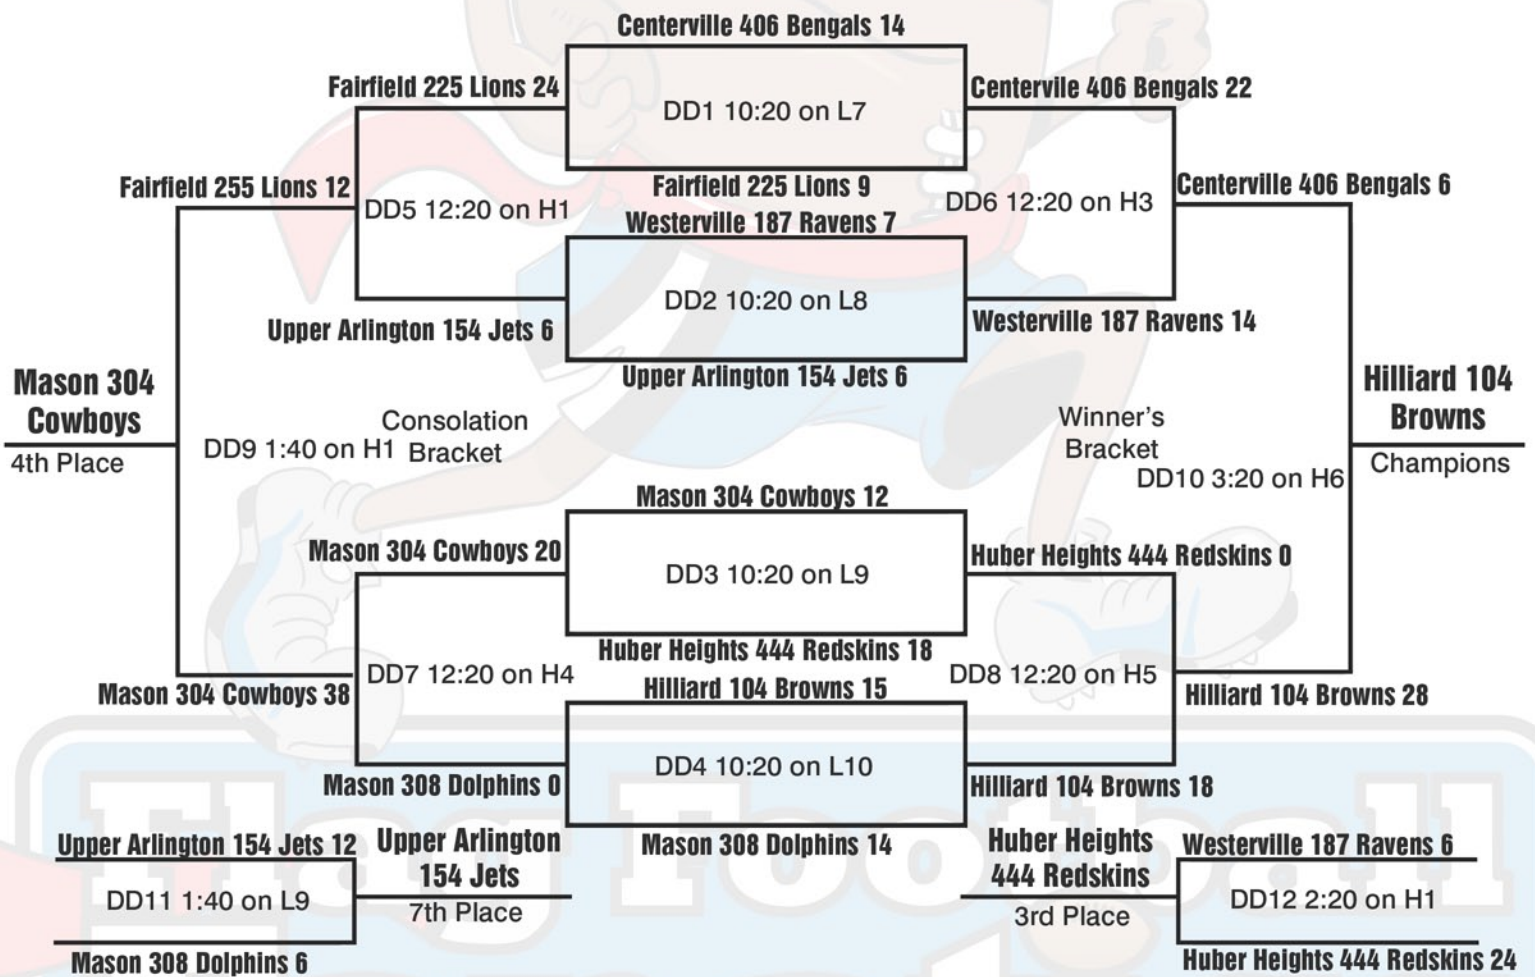 Centerville 406 Bengals 14
Fairfield 225 Lions 24
Centervile 406 Bengals 22
DD1 10:20 on L7
Fairfield 255 Lions 12
Fairfield 225 Lions 9
Centerville 406 Bengals 6
DD5 12:20 on H1
DD6 12:20 on H3
Westerville 187 Ravens 7
DD2 10:20 on L8
Upper Arlington 154 Jets 6
Westerville 187 Ravens 14
Upper Arlington 154 Jets 6
Mason 304
Cowboys
4th Place
Hilliard 104
Browns
Champions
DD9 1:40 on H1
Consolation
Bracket
Winner's
Bracket
DD10 3:20 on H6
Mason 304 Cowboys 12
Mason 304 Cowboys 20
Huber Heights 444 Redskins 0
DD3 10:20 on L9
Huber Heights 444 Redskins 18
DD7 12:20 on H4
DD8 12:20 on H5
Mason 304 Cowboys 38
Hilliard 104 Browns 15
Hilliard 104 Browns 28
DD4 10:20 on L10
Mason 308 Dolphins 0
Hilliard 104 Browns 18
Mason 308 Dolphins 14
Upper Arlington 154 Jets 12
DD11 1:40 on L9
Mason 308 Dolphins 6
Upper Arlington
154 Jets
7th Place
Huber Heights
444 Redskins
3rd Place
Westerville 187 Ravens 6
DD12 2:20 on H1
Huber Heights 444 Redskins 24
Flag Football